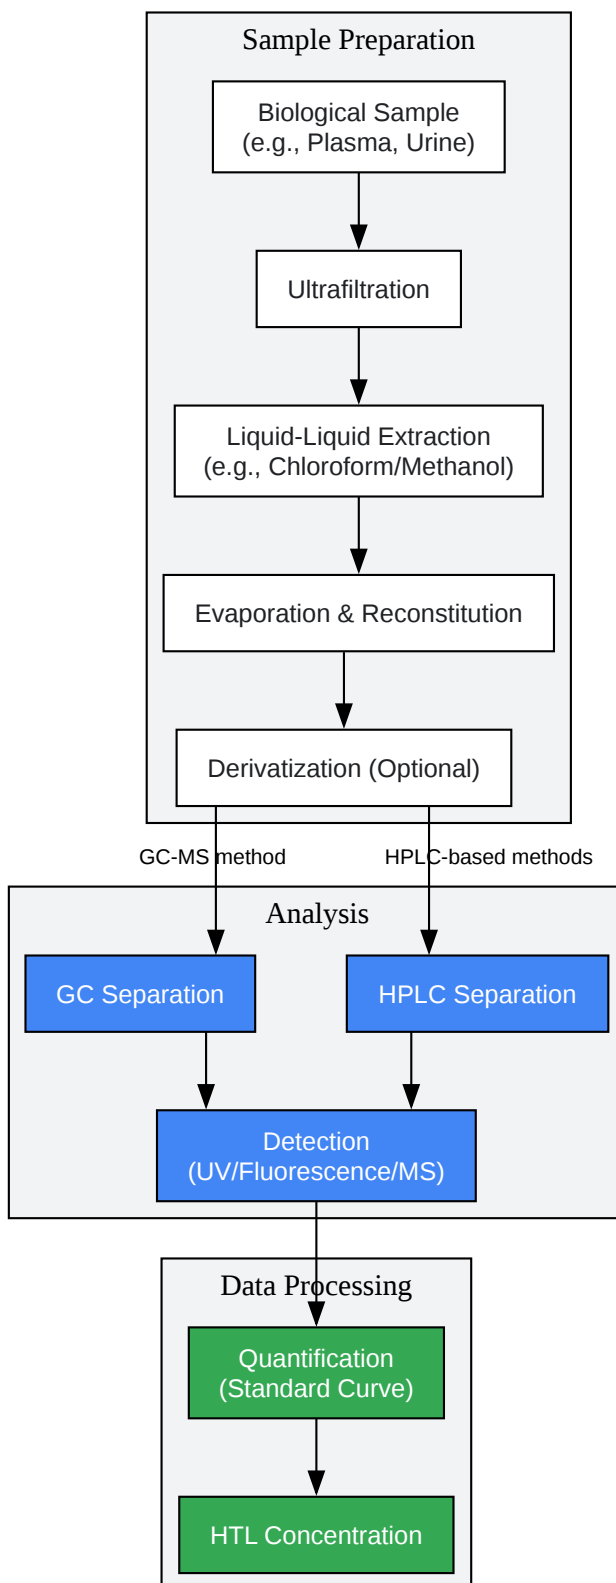 Sample Preparation
Biological Sample
(e.g., Plasma, Urine)
Ultrafiltration
Liquid-Liquid Extraction
(e.g., Chloroform/Methanol)
Evaporation & Reconstitution
Derivatization (Optional)
GC-MS method
HPLC-based methods
Analysis
GC Separation
HPLC Separation
Detection
(UV/Fluorescence/MS)
Data Processing
Quantification
(Standard Curve)
HTL Concentration